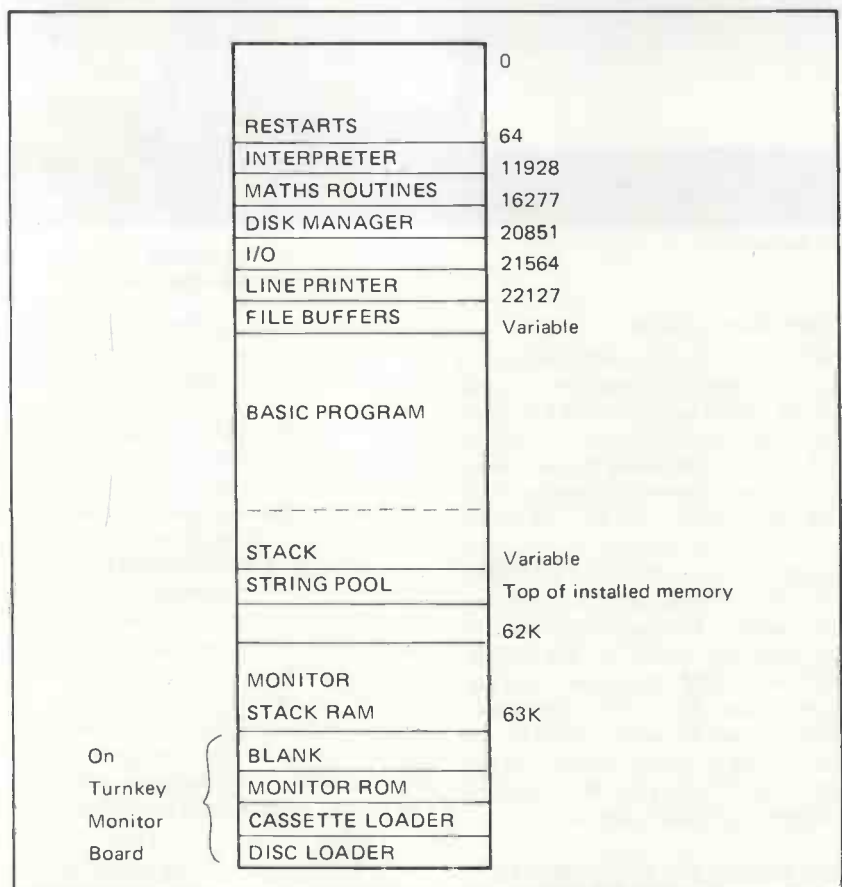 0
RESTARTS 64
INTERPRETER 11928
MATHS ROUTINES 16277
DISK MANAGER 20851
I/O 21564
LINE PRINTER 22127
FILE BUFFERS Variable
BASIC PROGRAM
STACK Variable
STRING POOL Top of installed memory
62K
MONITOR
STACK RAM 63K
On BLANK
Turnkey MONITOR ROM
Monitor CASSETTE LOADER
Board DISC LOADER